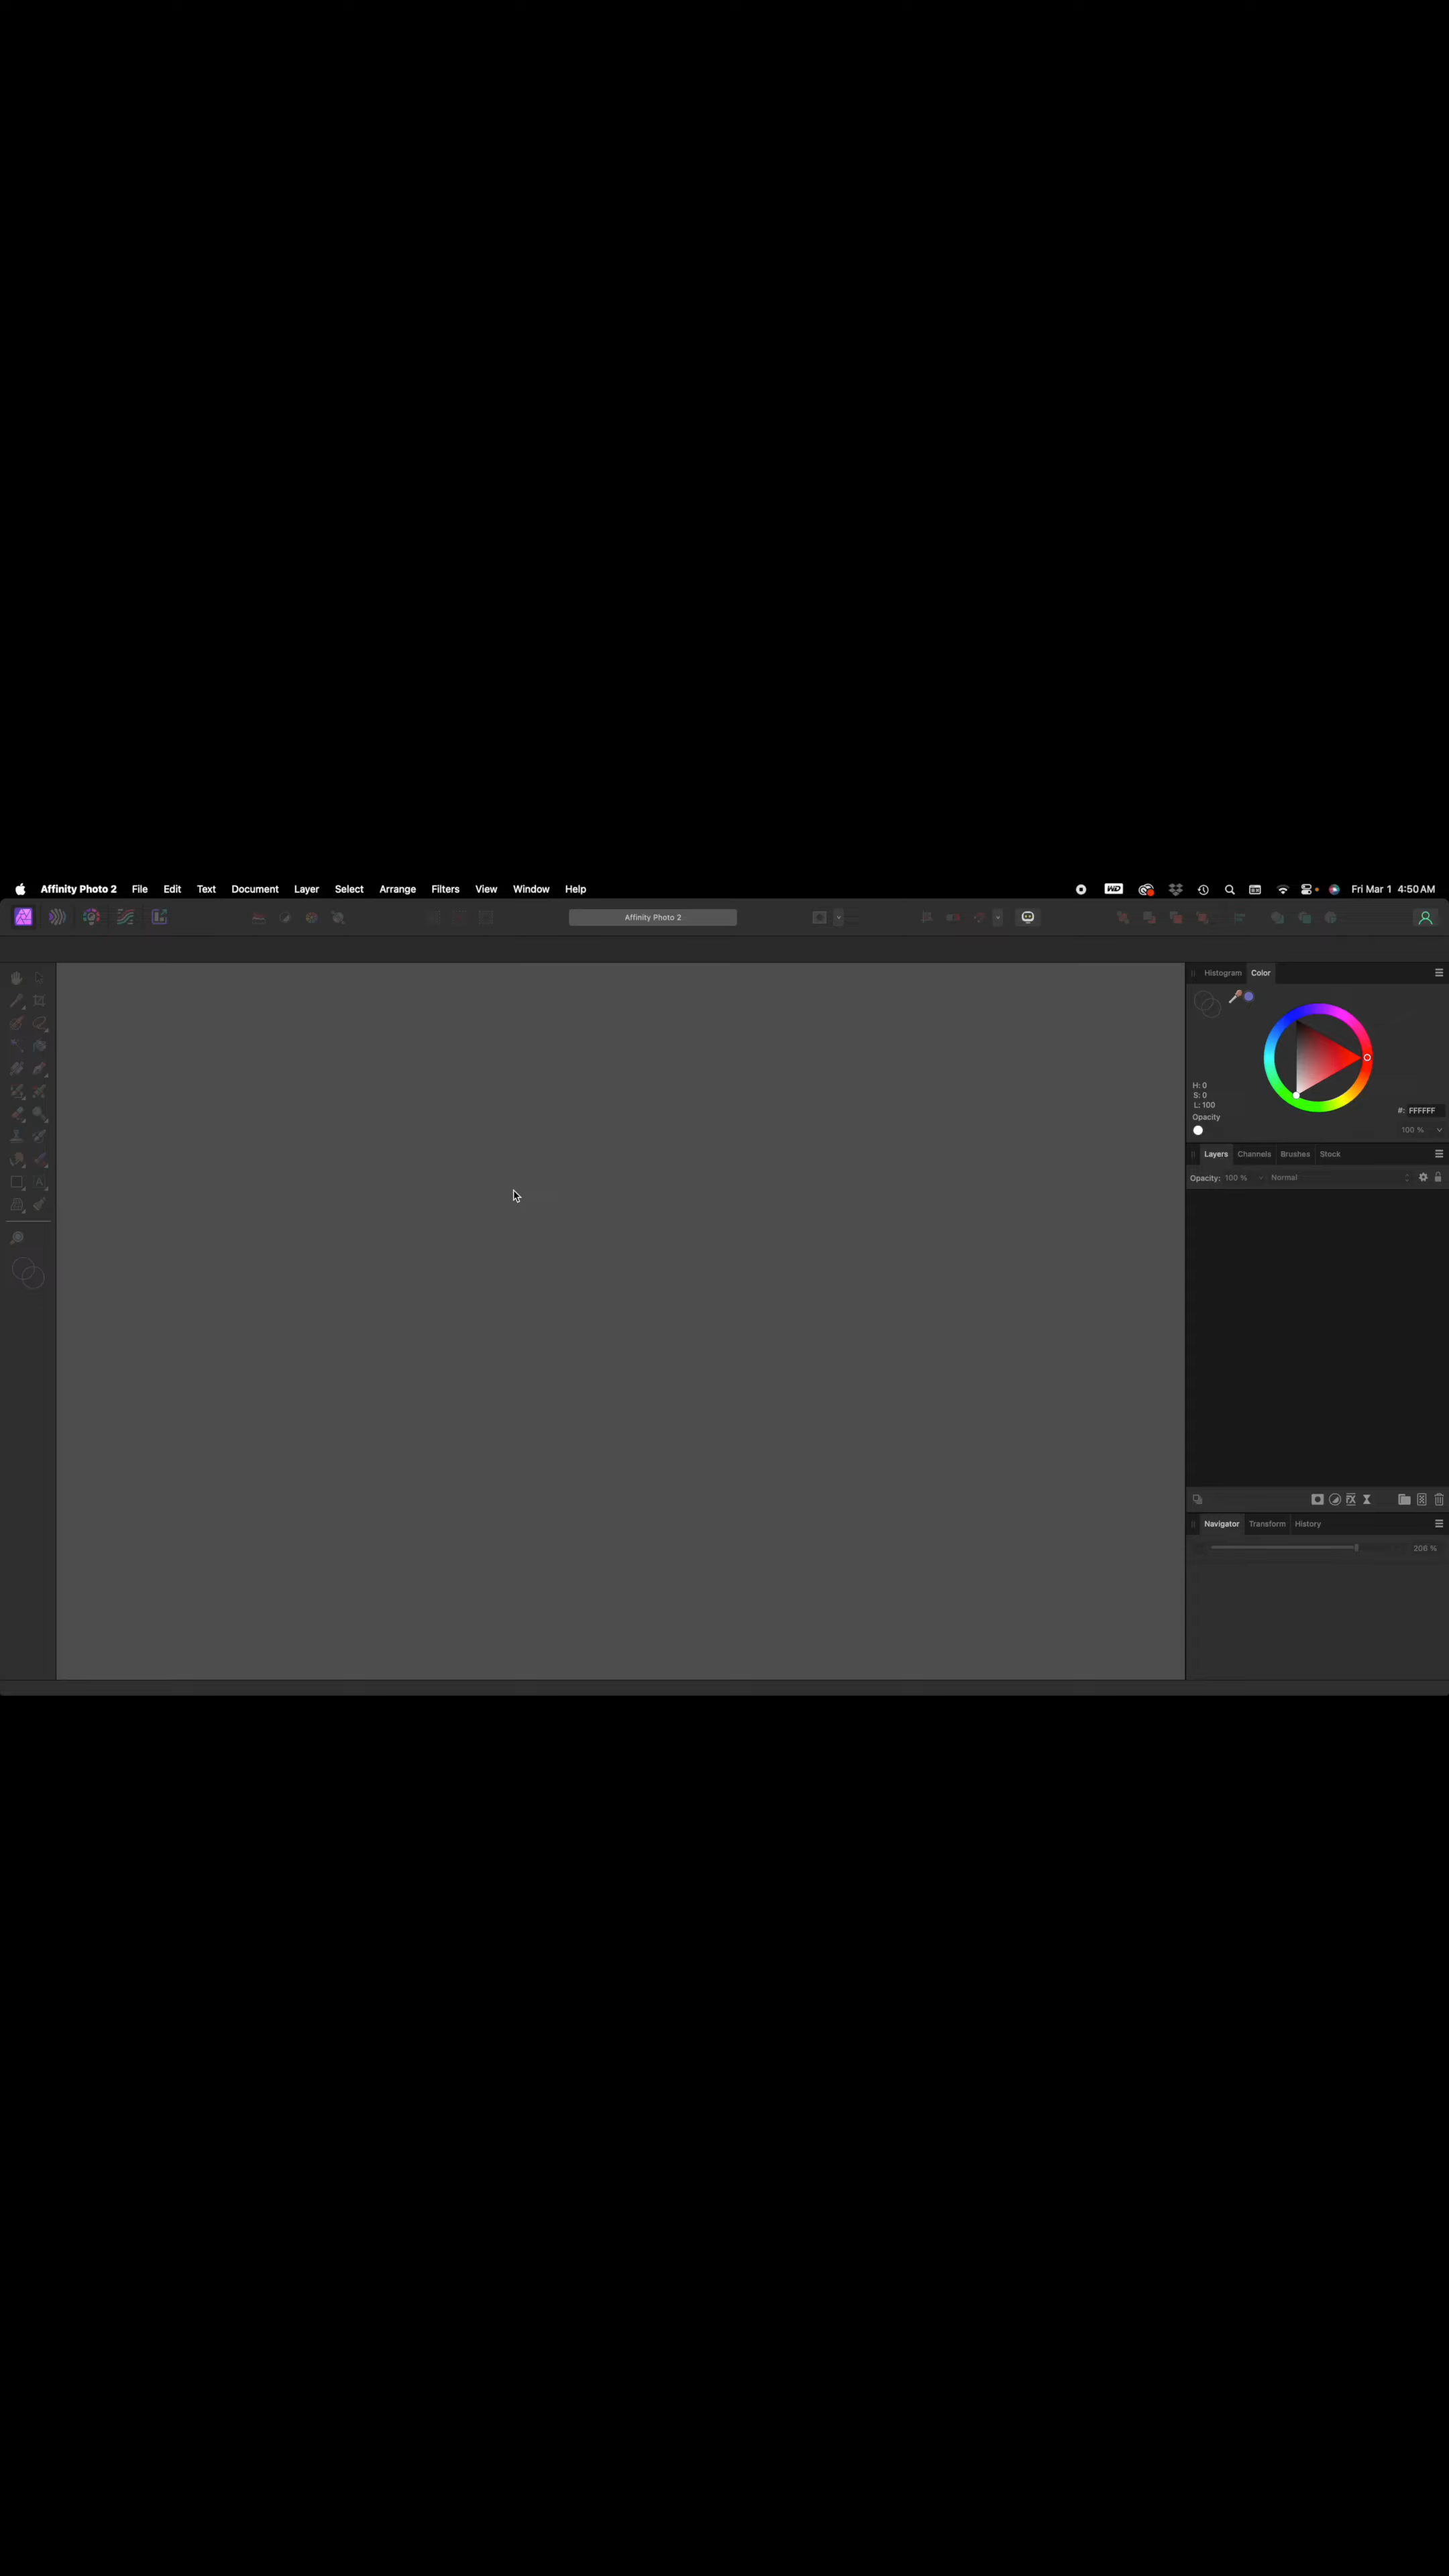 Affinity Photo 2 File Edit Text Document Layer Select Arrange Filters View Window Help WD Fri Mar 1 4:50 AM
Affinity Photo 2
Histogram Color
H: 0
S: 0
L: 100
#: FFFFFF
Opacity
100 %
Layers Channels Brushes Stock
Opacity: 100 % Normal
Navigator Transform History
206 %